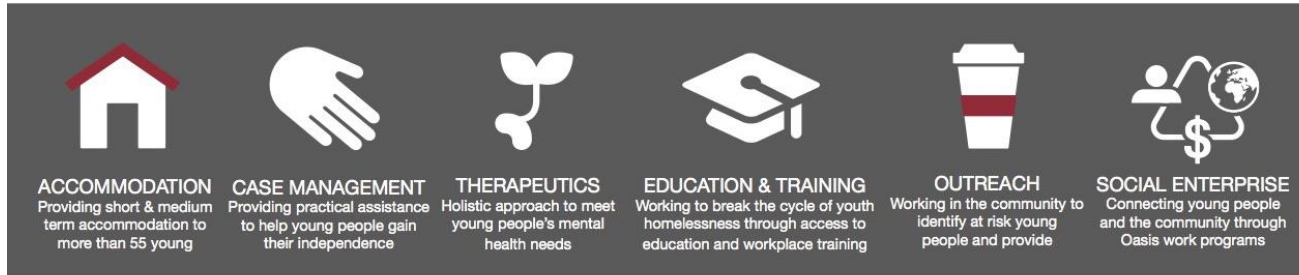 ACCOMMODATION
Providing short & medium
term accommodation to
more than 55 young
CASE MANAGEMENT
Providing practical assistance
to help young people gain
their independence
THERAPEUTICS
Holistic approach to meet
young people's mental
health needs
EDUCATION & TRAINING
Working to break the cycle of youth
homelessness through access to
education and workplace training
OUTREACH
Working in the community to
identify at risk young
people and provide
SOCIAL ENTERPRISE
Connecting young people
and the community through
Oasis work programs
$